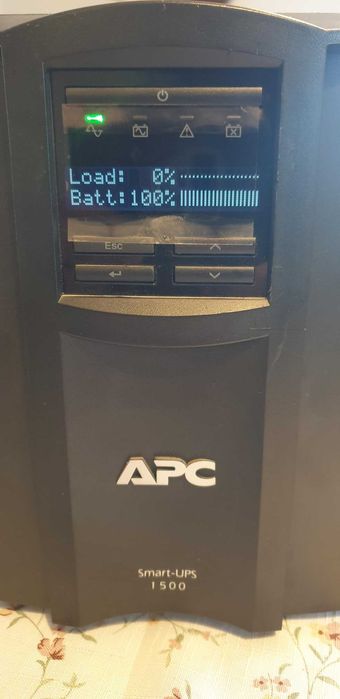 Load: 0%
Batt:100%
Esc
APC
Smart-UPS
1500